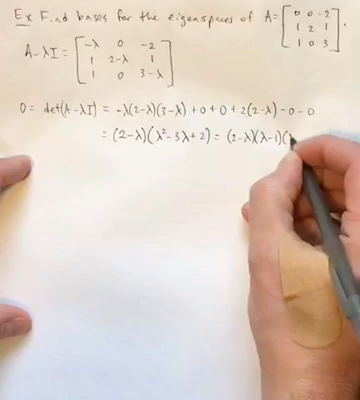 Ex Find bases for the eigenspaces of A = [0 0 -2; 1 2 1; 1 0 3].
A-λI = [-λ 0 -2; 1 2-λ 1; 1 0 3-λ]
0 = det(A-λI) = -λ(2-λ)(3-λ) + 0 + 0 + 2(2-λ) - 0 - 0
= (2-λ)(λ²-3λ+2) = (2-λ)(λ-1)(